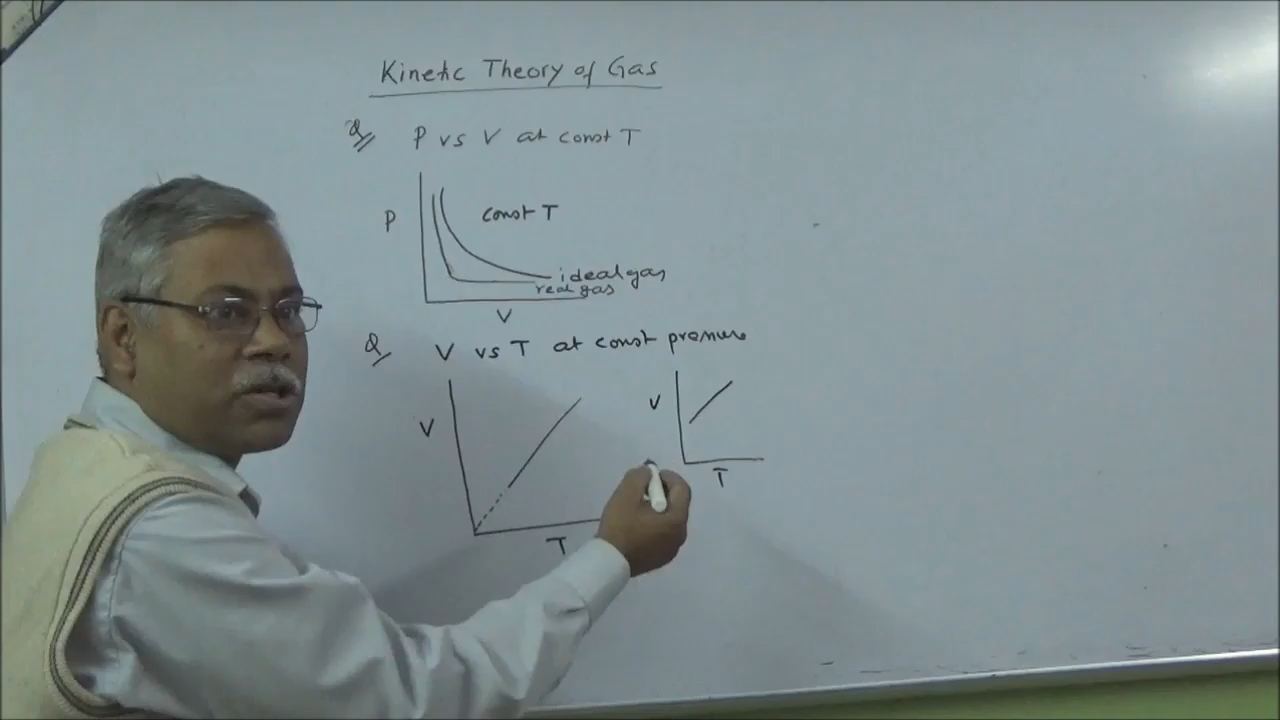 Kinetic Theory of Gas
Q P vs V at const T
P
const T
ideal gas
real gas
V
Q V vs T at const pressure
V
T
V
T